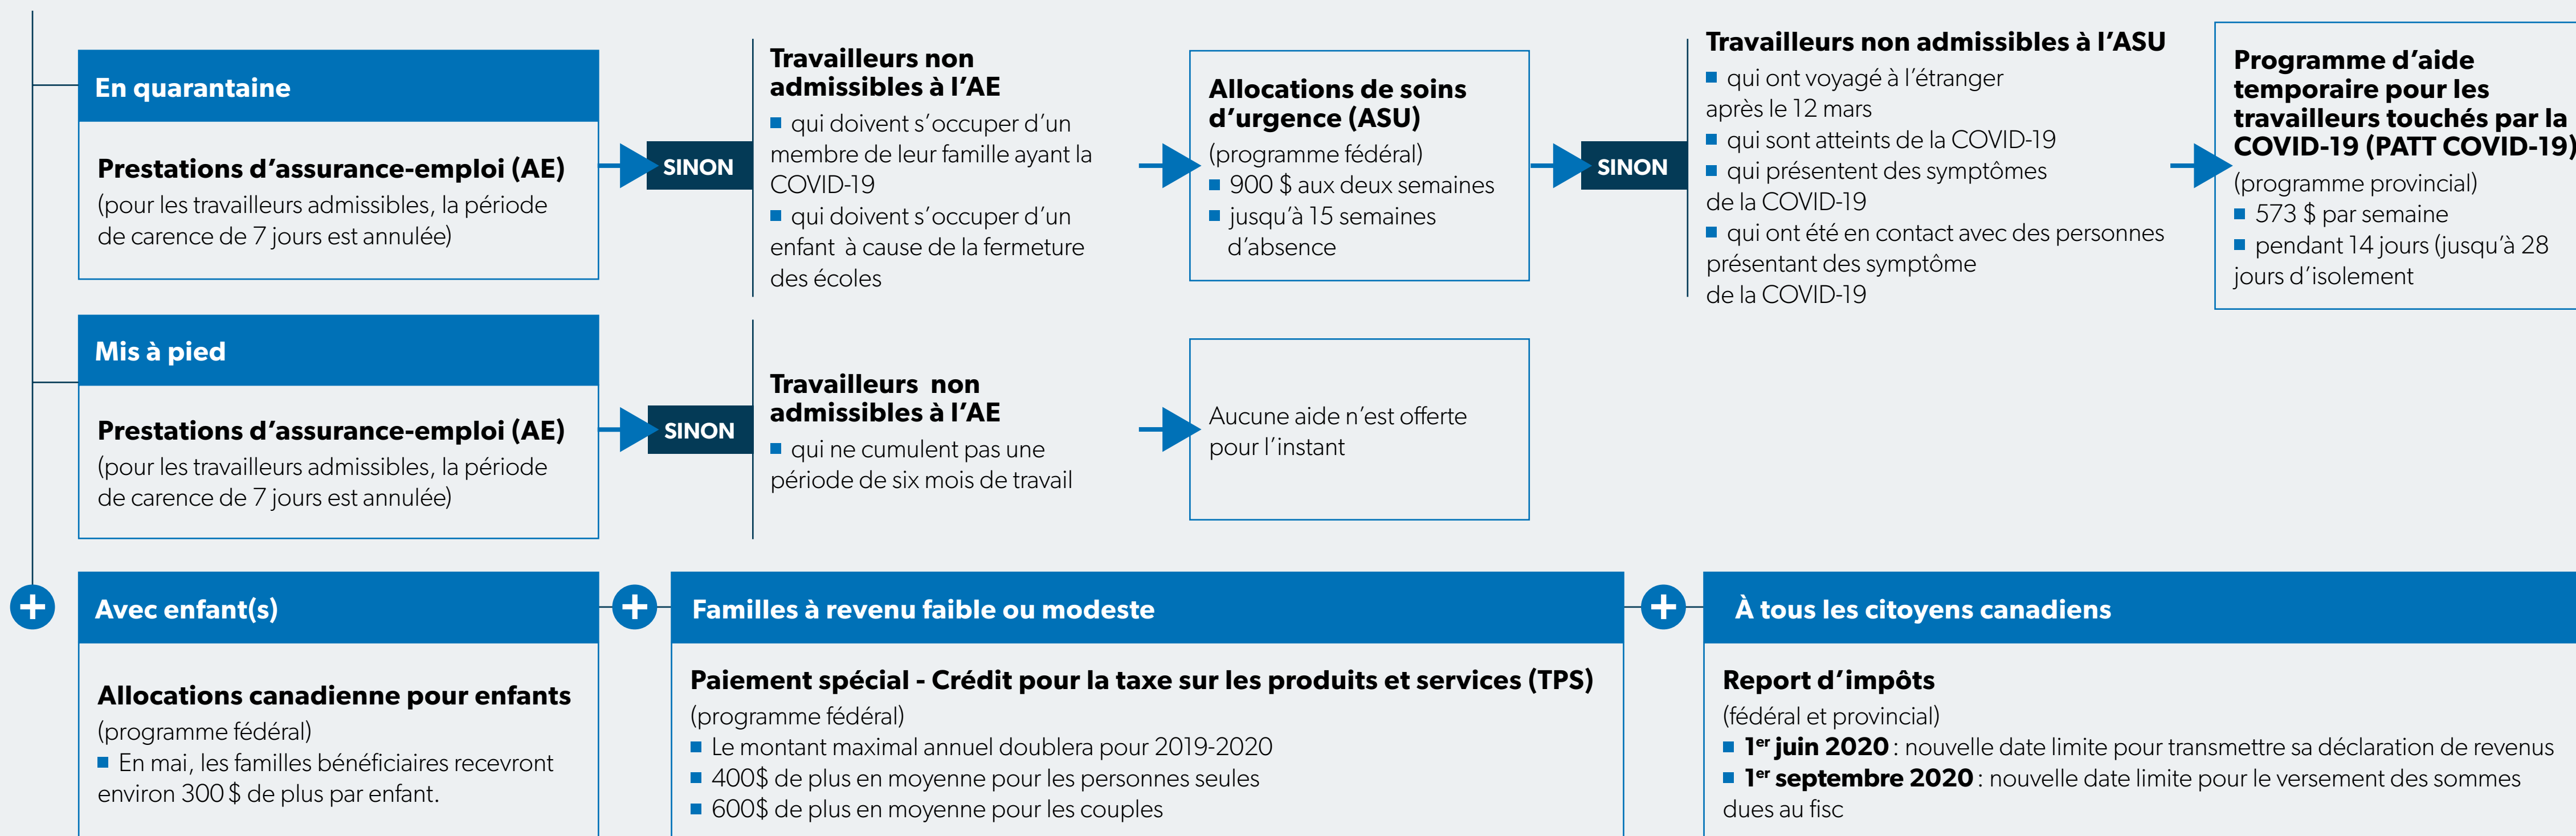 En quarantaine
Prestations d’assurance-emploi (AE)
(pour les travailleurs admissibles, la période
de carence de 7 jours est annulée)
SINON
Travailleurs non
admissibles à l’AE
qui doivent s’occuper d’un
membre de leur famille ayant la
COVID-19
qui doivent s’occuper d’un
enfant à cause de la fermeture
des écoles
Allocations de soins
d’urgence (ASU)
(programme fédéral)
900 $ aux deux semaines
jusqu’à 15 semaines
d’absence
SINON
Travailleurs non admissibles à l’ASU
qui ont voyagé à l’étranger
après le 12 mars
qui sont atteints de la COVID-19
qui présentent des symptômes
de la COVID-19
qui ont été en contact avec des personnes
présentant des symptôme
de la COVID-19
Programme d’aide
temporaire pour les
travailleurs touchés par la
COVID-19 (PATT COVID-19)
(programme provincial)
573 $ par semaine
pendant 14 jours (jusqu’à 28
jours d’isolement
Mis à pied
Prestations d’assurance-emploi (AE)
(pour les travailleurs admissibles, la période
de carence de 7 jours est annulée)
SINON
Travailleurs non
admissibles à l’AE
qui ne cumulent pas une
période de six mois de travail
Aucune aide n’est offerte
pour l’instant
+
Avec enfant(s)
Allocations canadienne pour enfants
(programme fédéral)
En mai, les familles bénéficiaires recevront
environ 300 $ de plus par enfant.
+
Familles à revenu faible ou modeste
Paiement spécial - Crédit pour la taxe sur les produits et services (TPS)
(programme fédéral)
Le montant maximal annuel doublera pour 2019-2020
400$ de plus en moyenne pour les personnes seules
600$ de plus en moyenne pour les couples
+
À tous les citoyens canadiens
Report d’impôts
(fédéral et provincial)
1er juin 2020 : nouvelle date limite pour transmettre sa déclaration de revenus
1er septembre 2020 : nouvelle date limite pour le versement des sommes
dues au fisc